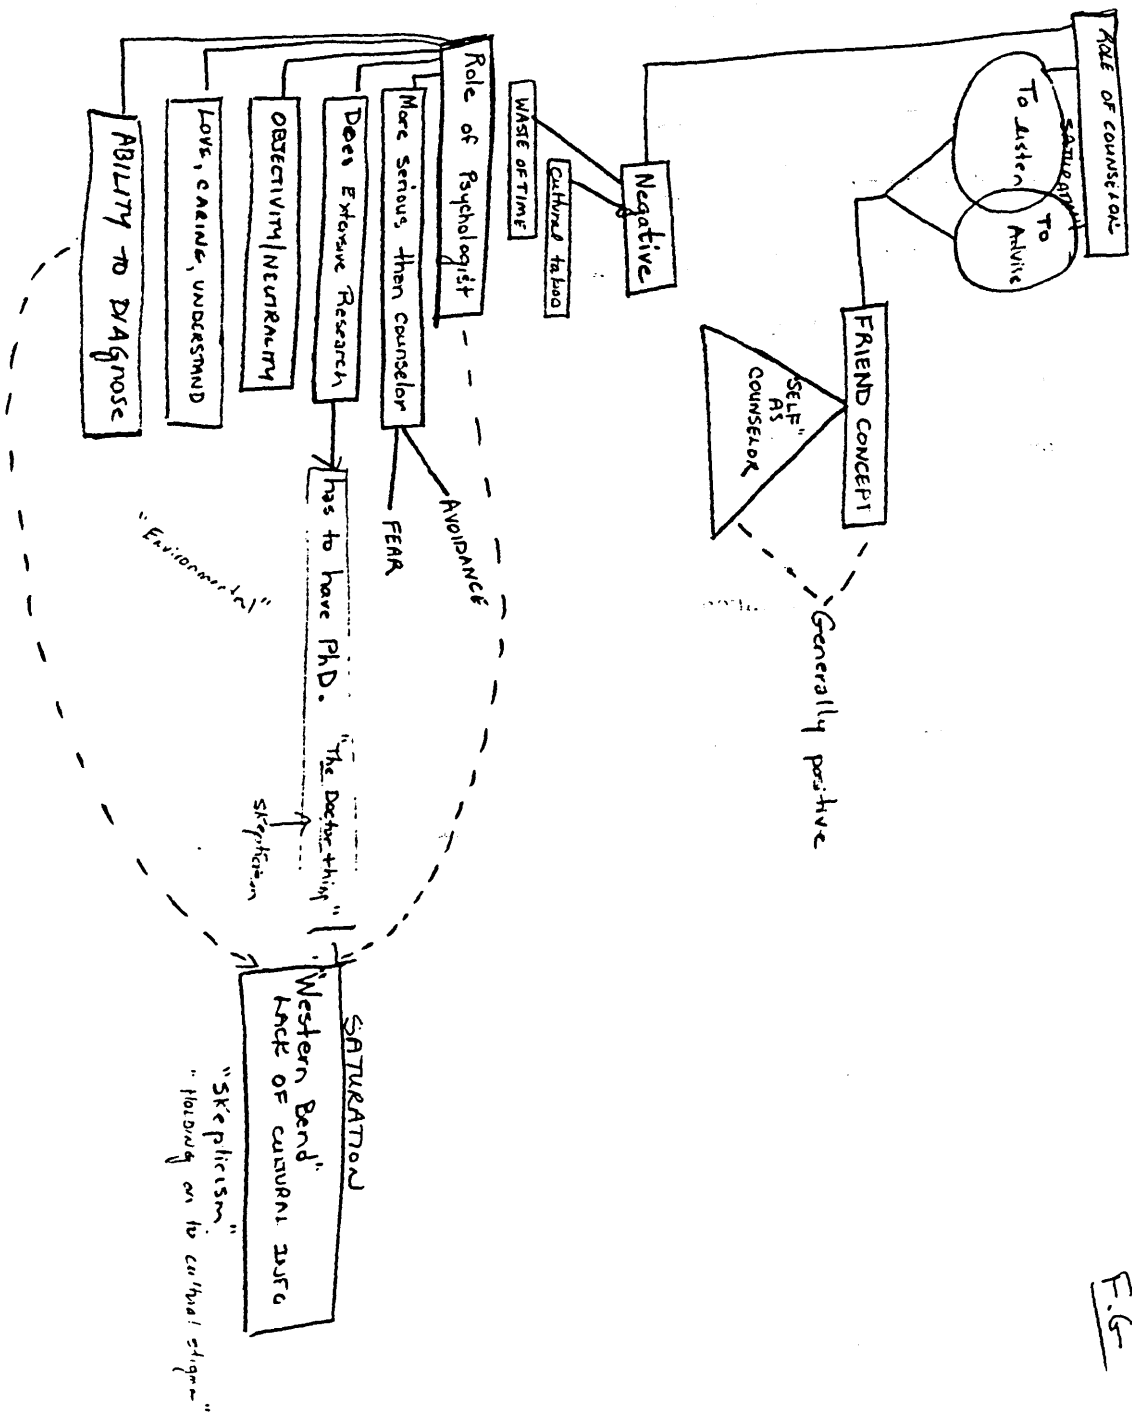 F.G
ROLE OF COUNSELOR
To Listen
SATURATION
To
Advise
FRIEND CONCEPT
"SELF"
AS
COUNSELOR
Generally positive
Negative
Cultural taboo
WASTE OF TIME
Role of Psychologist
More serious than counselor
AVOIDANCE
FEAR
Does Extensive Research
has to have PhD. "The Doctor thing"
skepticism
OBJECTIVITY/NEUTRALITY
LOVE, CARING, UNDERSTAND
ABILITY TO DIAGNOSE
"Environmental"
SATURATION
"Western Bend"
LACK OF CULTURAL INFO
"Skepticism"
"HOLDING on to cultural stigma"